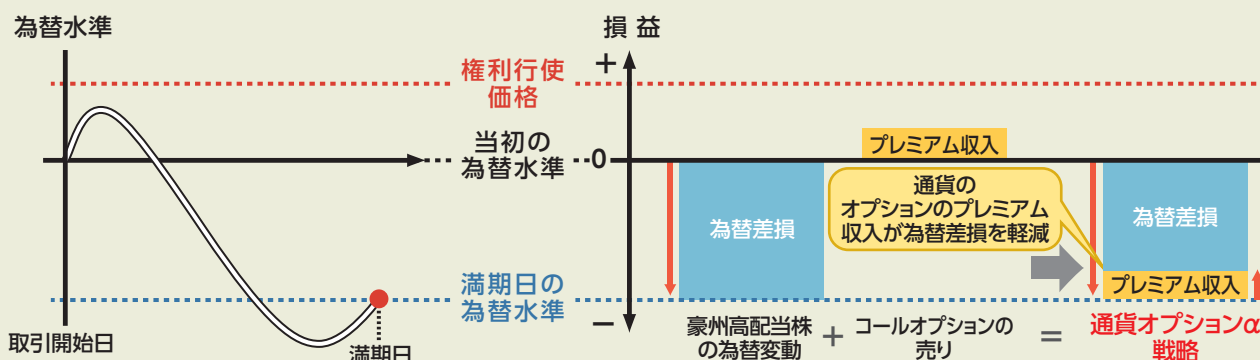 為替水準
権利行使
価格
当初の
為替水準
満期日の
為替水準
取引開始日
満期日
損益
+
0
−
プレミアム収入
為替差損
通貨の
オプションのプレミアム
収入が為替差損を軽減
為替差損
プレミアム収入
豪州高配当株
の為替変動
+
コールオプションの
売り
=
通貨オプションα
戦略